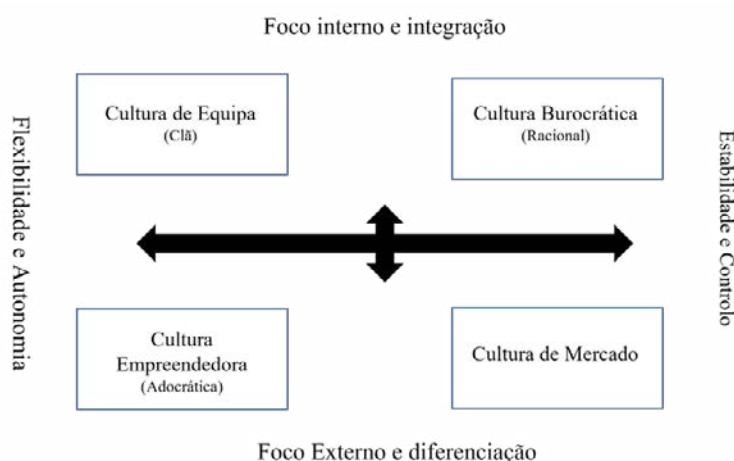 Foco interno e integração
Flexibilidade e Autonomia
Cultura de Equipa
(Clã)
Cultura Burocrática
(Racional)
Estabilidade e Controlo
Cultura
Empreendedora
(Adocrática)
Cultura de Mercado
Foco Externo e diferenciação